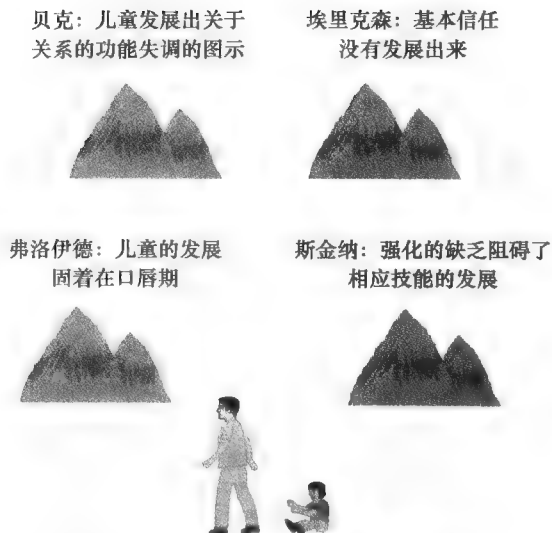 贝克：儿童发展出关于
关系的功能失调的图示
埃里克森：基本信任
没有发展出来
弗洛伊德：儿童的发展
固着在口唇期
斯金纳：强化的缺乏阻碍了
相应技能的发展